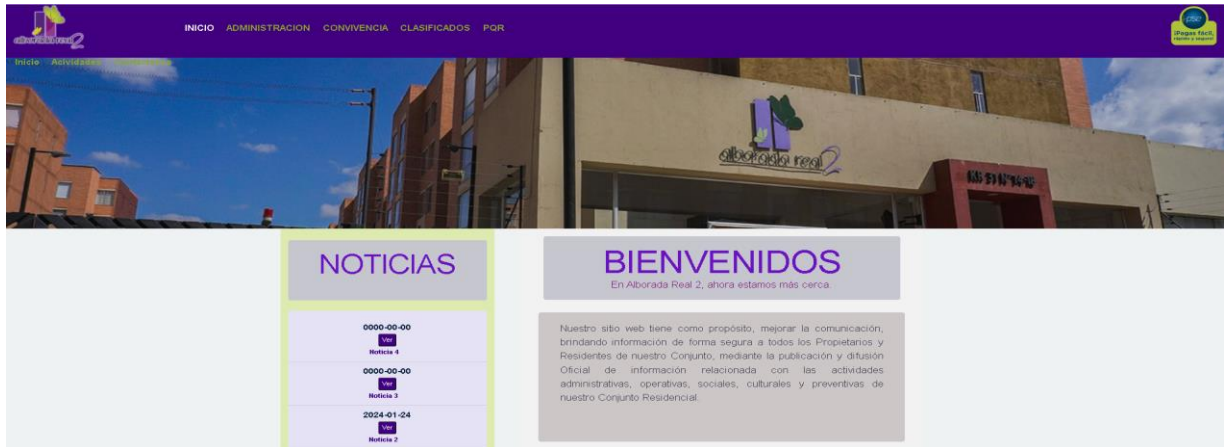 alborada real 2
INICIO ADMINISTRACION CONVIVENCIA CLASIFICADOS PQR
pse
¡Pagas fácil,
rápido y seguro!
Inicio Acividades
alborada real 2
NOTICIAS
0000-00-00
Ver
Noticia 4
0000-00-00
Ver
Noticia 3
2024-01-24
Ver
Noticia 2
BIENVENIDOS
En Alborada Real 2, ahora estamos más cerca.
Nuestro sitio web tiene como propósito, mejorar la comunicación,
brindando información de forma segura a todos los Propietarios y
Residentes de nuestro Conjunto, mediante la publicación y difusión
Oficial de información relacionada con las actividades
administrativas, operativas, sociales, culturales y preventivas de
nuestro Conjunto Residencial.